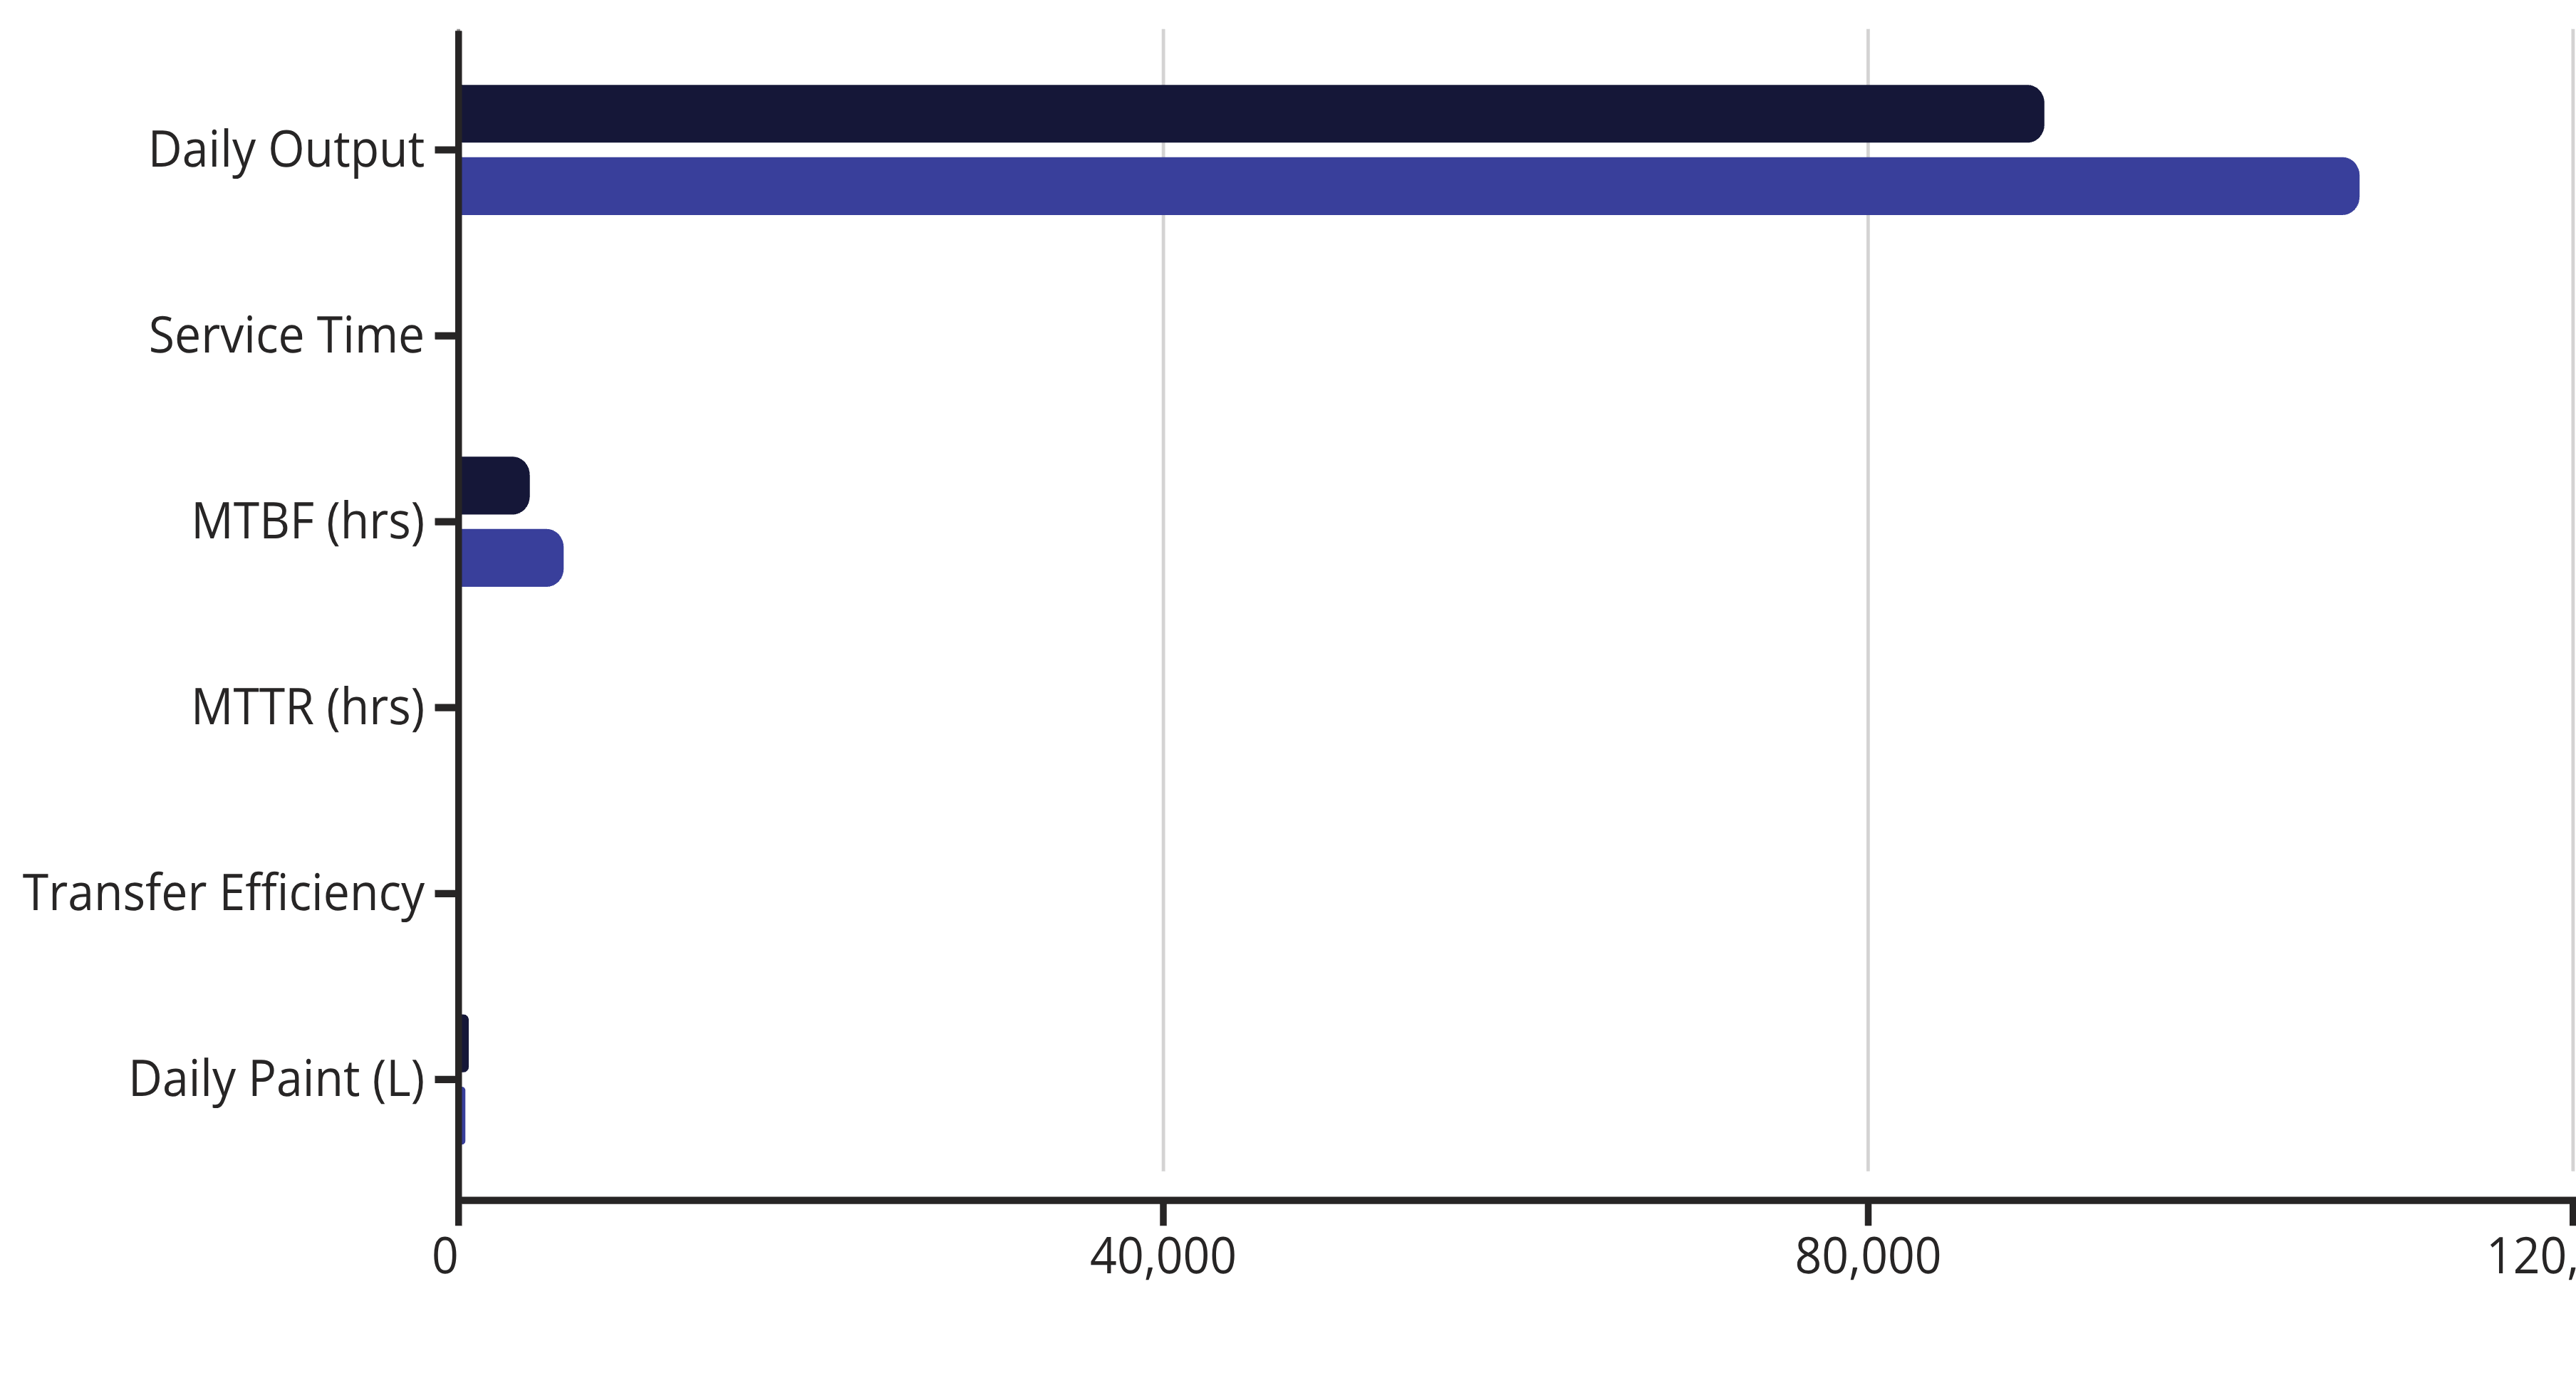 Daily Output
Service Time
MTBF (hrs)
MTTR (hrs)
Transfer Efficiency
Daily Paint (L)
0 40,000 80,000 120,